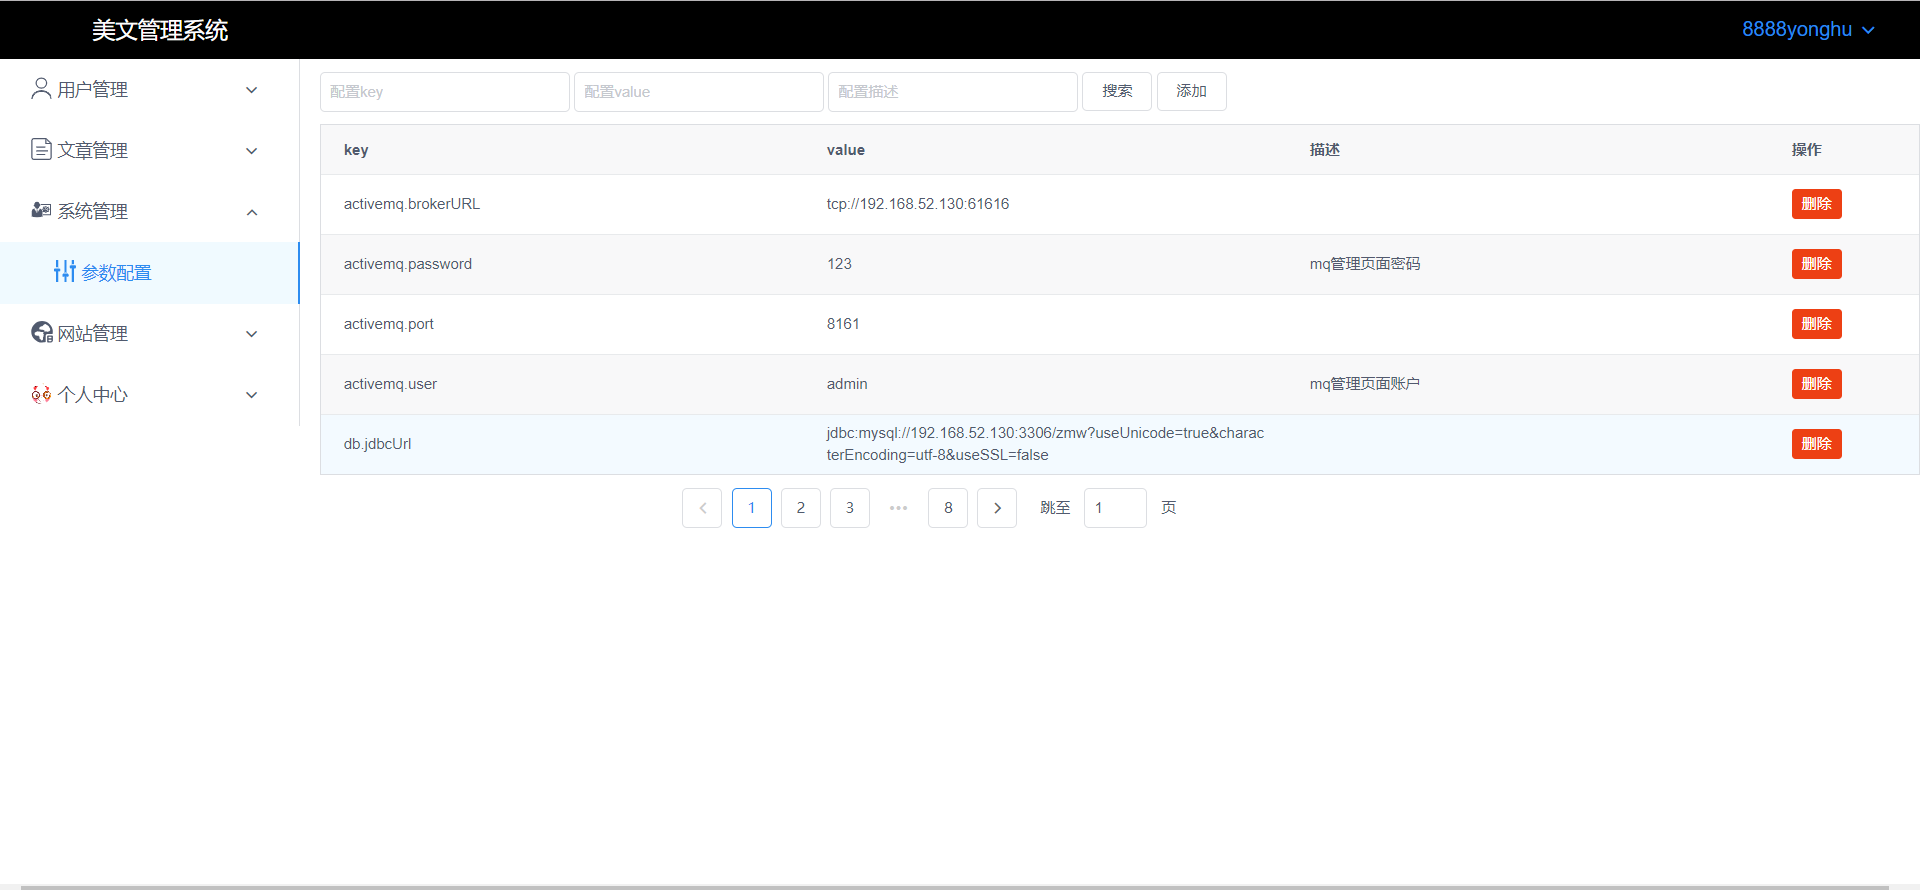 美文管理系统
8888yonghu
用户管理
文章管理
系统管理
参数配置
网站管理
个人中心
配置key 配置value 配置描述 搜索 添加
key value 描述 操作
activemq.brokerURL tcp://192.168.52.130:61616 删除
activemq.password 123 mq管理页面密码 删除
activemq.port 8161 删除
activemq.user admin mq管理页面账户 删除
db.jdbcUrl jdbc:mysql://192.168.52.130:3306/zmw?useUnicode=true&charac
terEncoding=utf-8&useSSL=false 删除
1 2 3 ••• 8 跳至 1 页